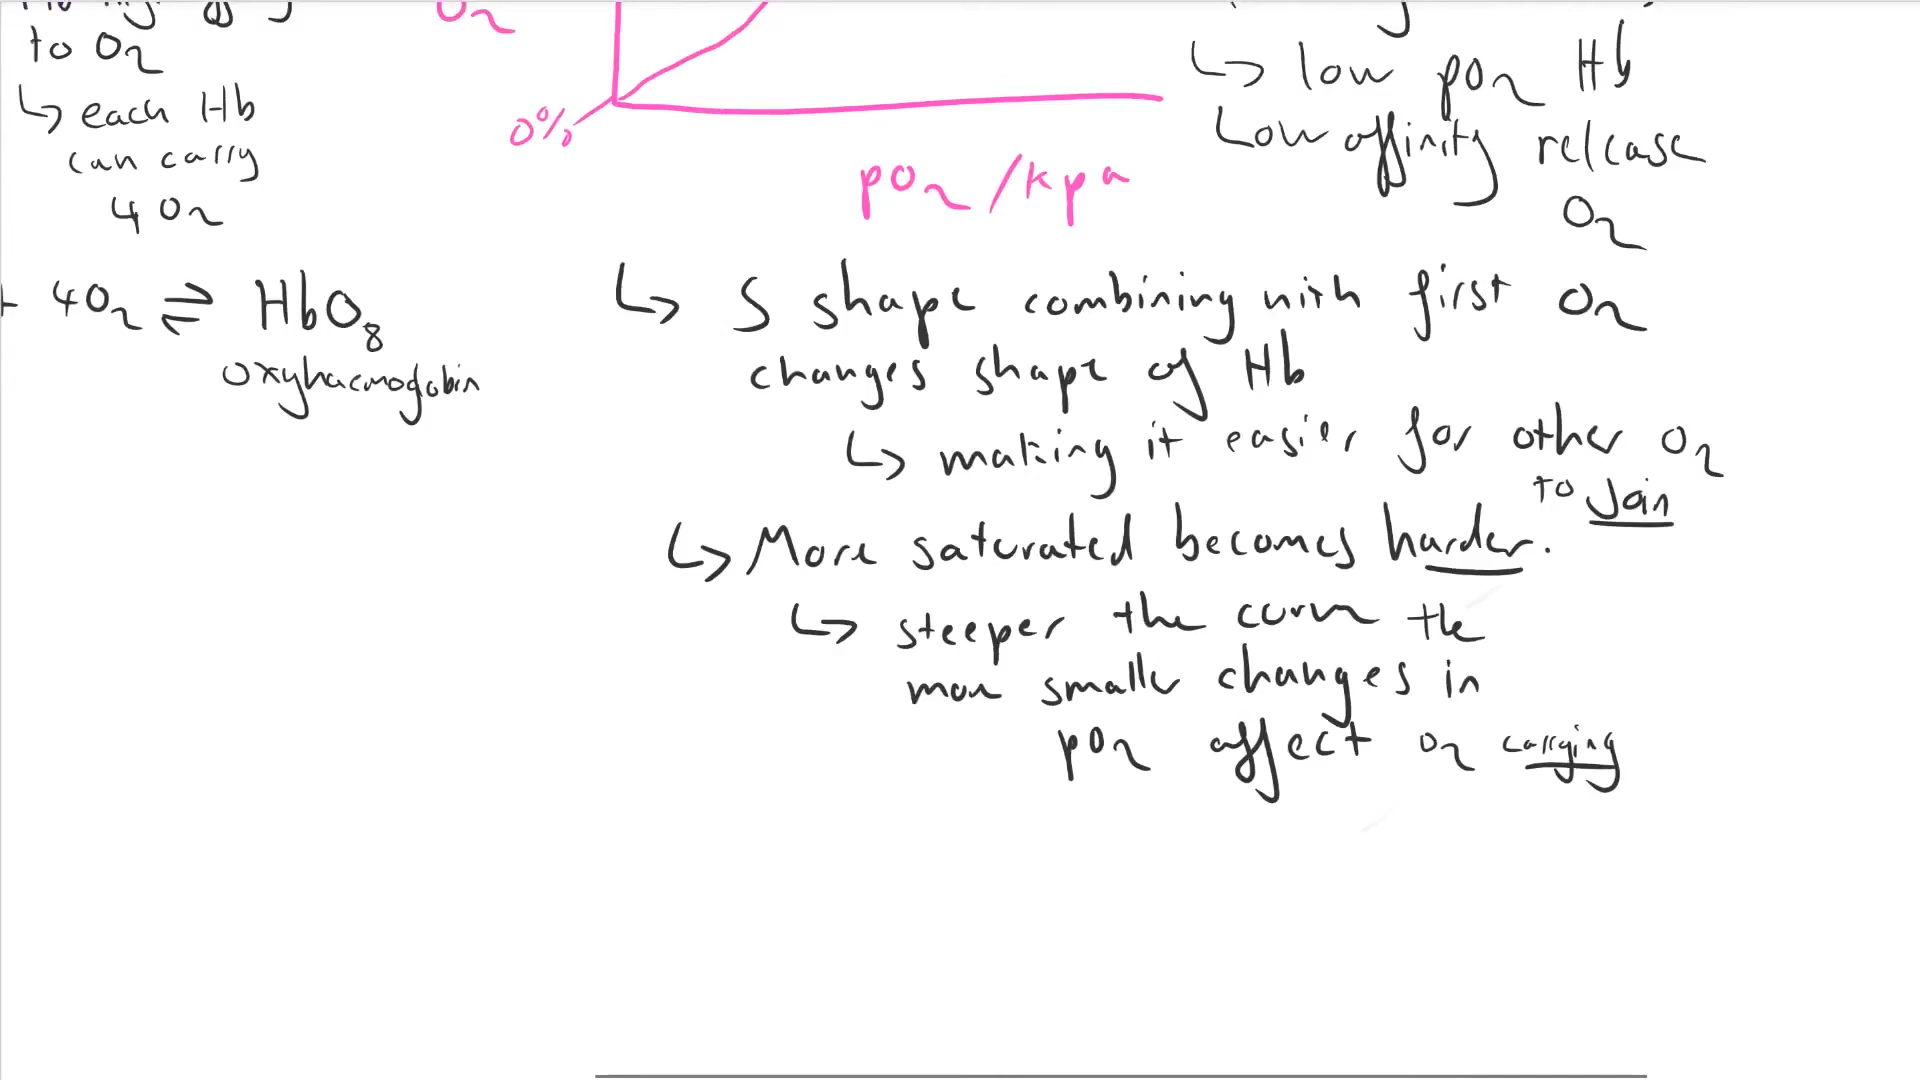 to O2
↳ each Hb
can carry
4 O2
+ 4O2 ⇌ HbO8
oxyhaemoglobin
O2
0%
pO2/kpa
↳ low pO2 Hb
Low affinity release
O2
↳ S shape combining with first O2
changes shape of Hb
↳ making it easier for other O2
to Join
↳ More saturated becomes harder.
↳ steeper the curve the
more smaller changes in
pO2 affect O2 carrying